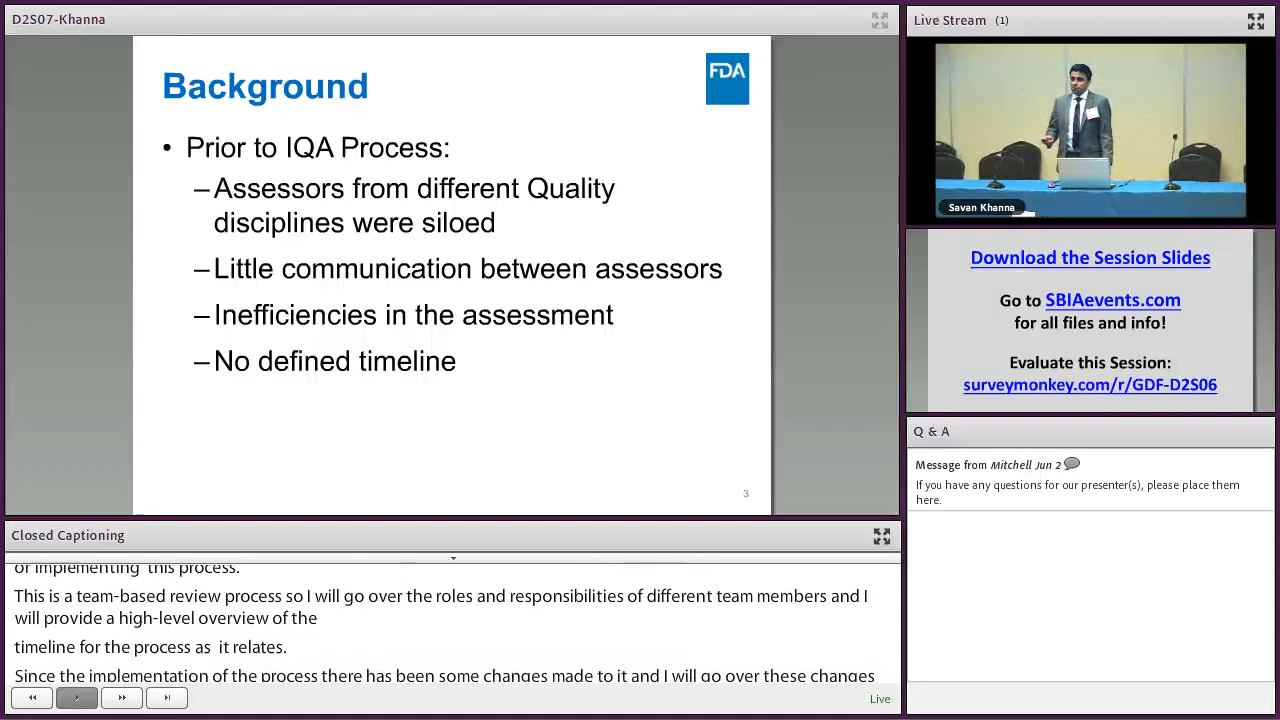 D2S07-Khanna
Background
FDA
• Prior to IQA Process:
–Assessors from different Quality
disciplines were siloed
–Little communication between assessors
–Inefficiencies in the assessment
–No defined timeline
3
Live Stream (1)
Savan Khanna
Download the Session Slides
Go to SBIAevents.com
for all files and info!
Evaluate this Session:
surveymonkey.com/r/GDF-D2S06
Q & A
Message from Mitchell Jun 2
If you have any questions for our presenter(s), please place them
here.
Closed Captioning
or implementing this process.
This is a team-based review process so I will go over the roles and responsibilities of different team members and I
will provide a high-level overview of the
timeline for the process as it relates.
Since the implementation of the process there has been some changes made to it and I will go over these changes
Live